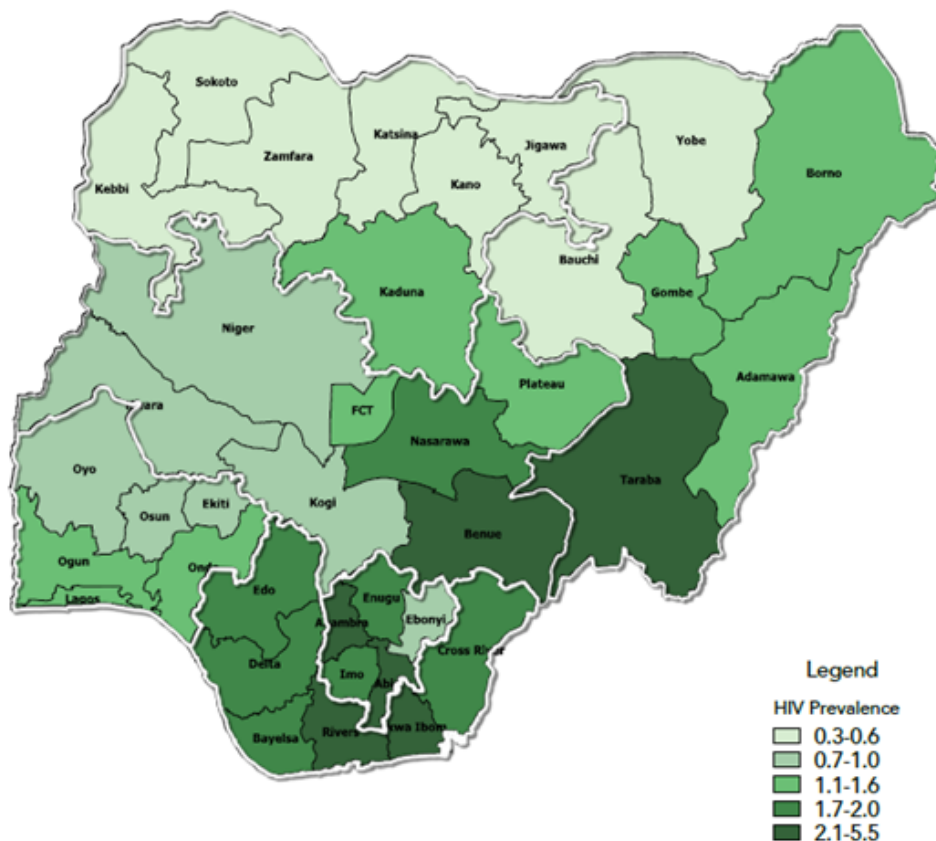 Sokoto
Katsina
Jigawa
Yobe
Zamfara
Kano
Borno
Kebbi
Bauchi
Kaduna
Gombe
Niger
Plateau
Adamawa
FCT
Nasarawa
Oyo
Taraba
Kogi
Osun
Ekiti
Benue
Ogun
Edo
Enugu
Lagos
Ebonyi
Cross River
Delta
Imo
Bayelsa
Rivers
Legend
HIV Prevalence
0.3-0.6
0.7-1.0
1.1-1.6
1.7-2.0
2.1-5.5